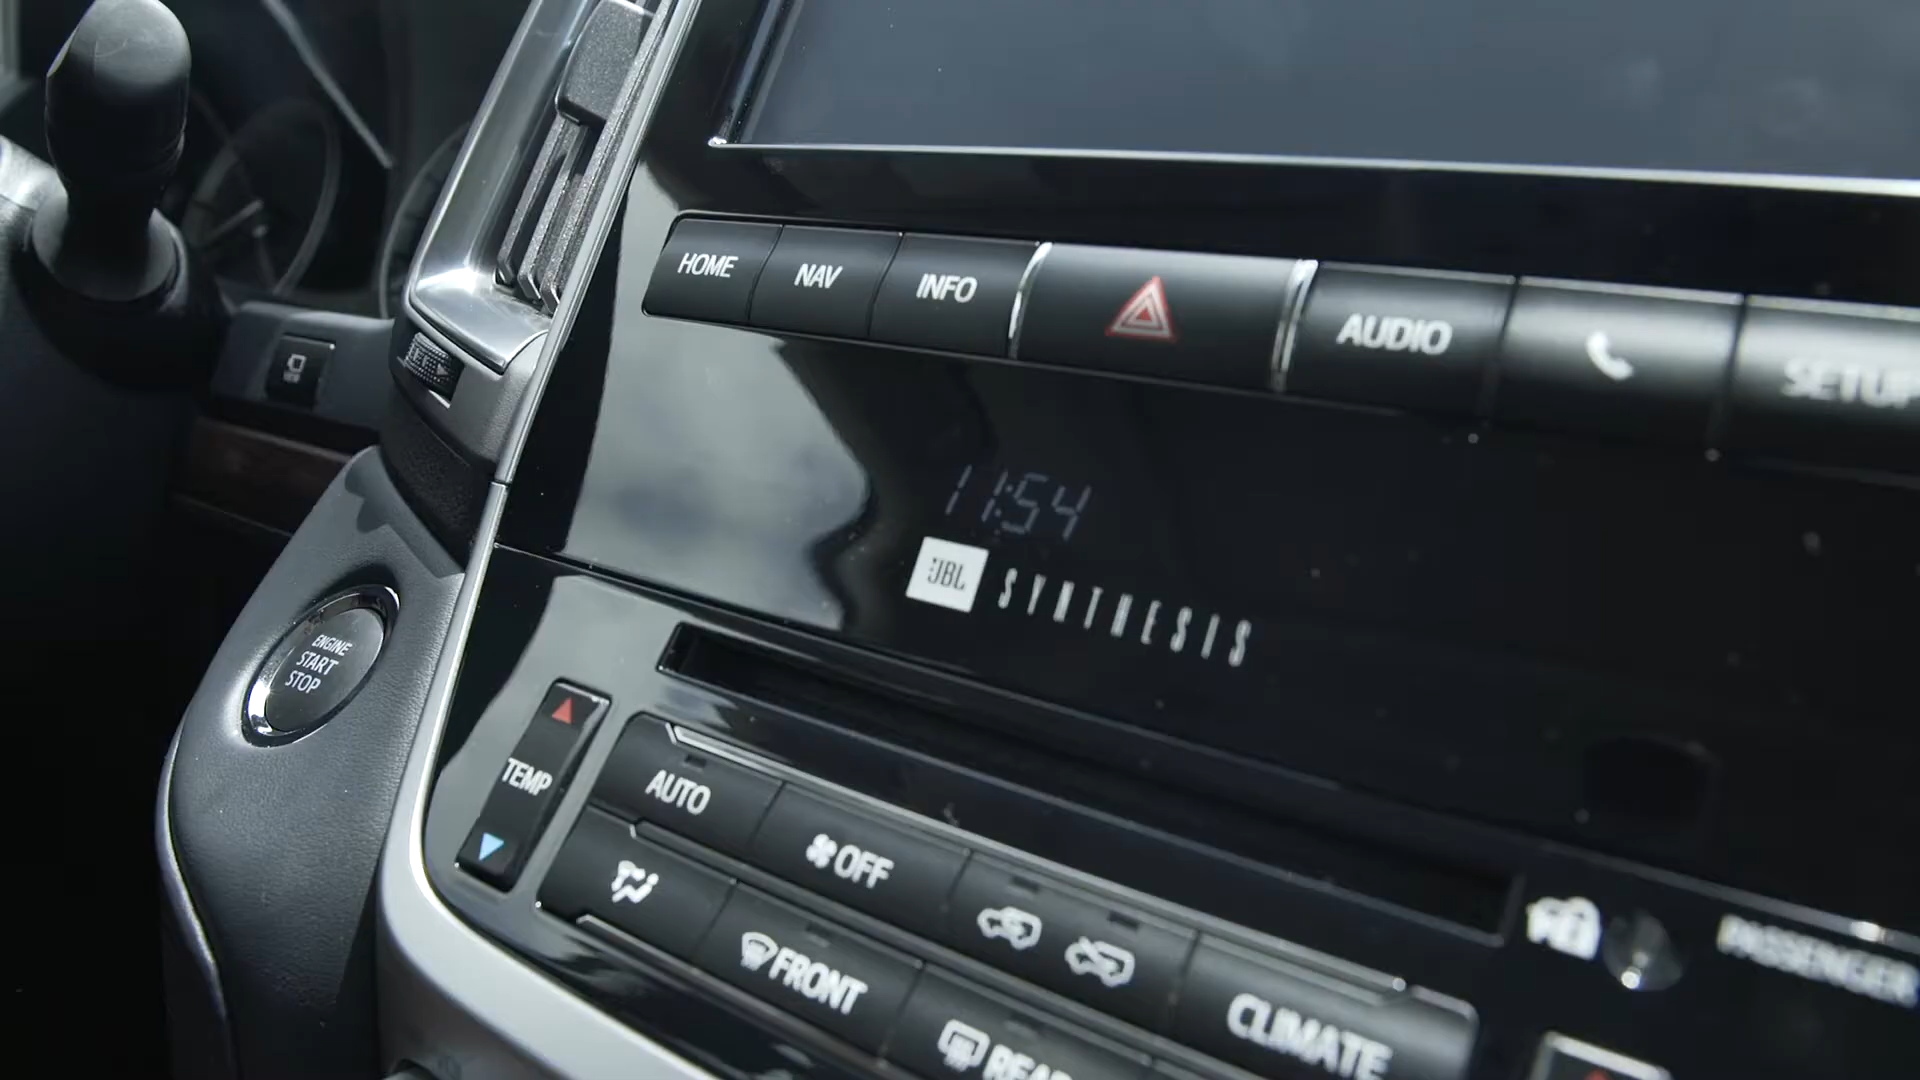 HOME
NAV
INFO
AUDIO
SETUP
11:54
JBL SYNTHESIS
VIEW
ENGINE
START
STOP
TEMP
AUTO
OFF
FRONT
CLIMATE
PASSENGER
REAR